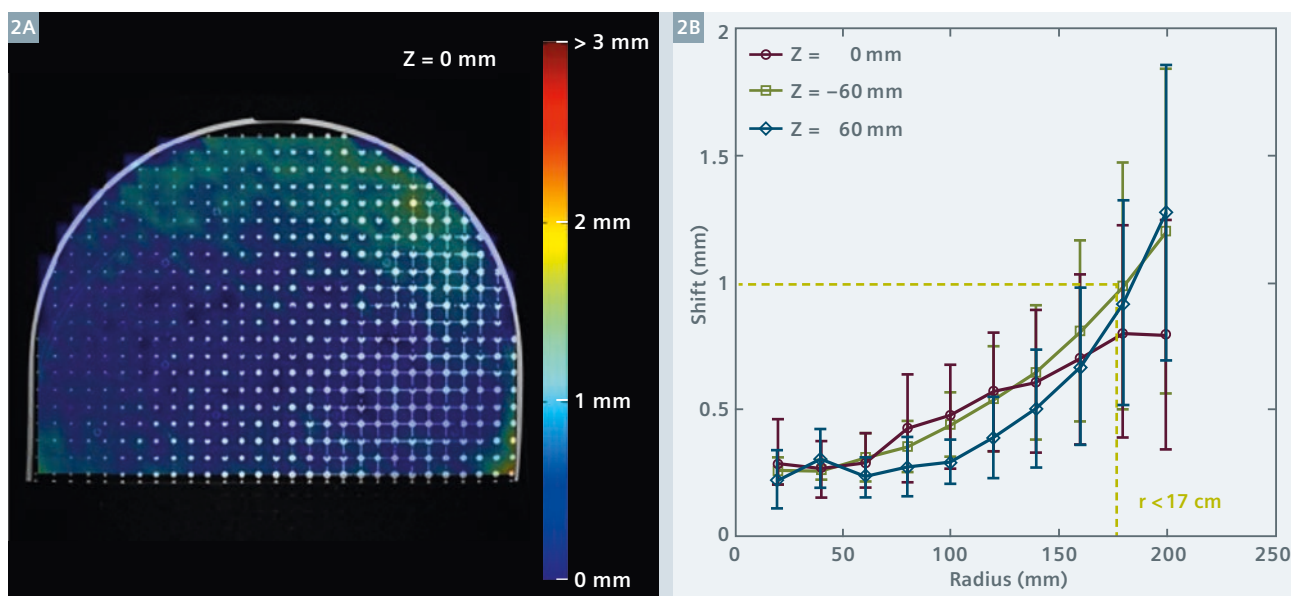 2A
Z = 0 mm
> 3 mm
2 mm
1 mm
0 mm
2B
Z = 0 mm
Z = −60 mm
Z = 60 mm
2
1.5
1
0.5
0
Shift (mm)
r < 17 cm
0 50 100 150 200 250
Radius (mm)